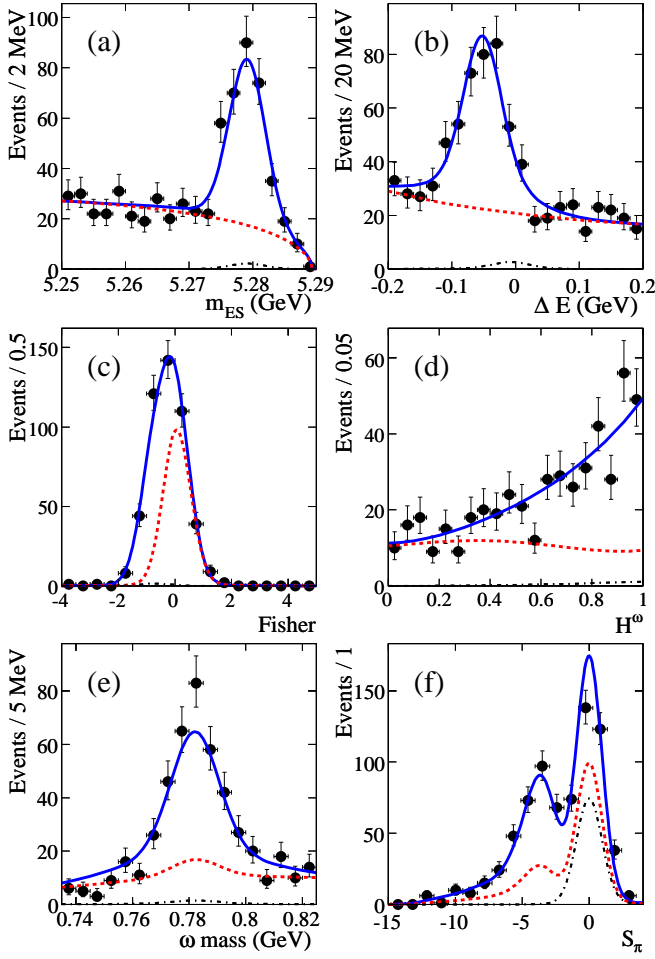 (a)
Events / 2 MeV
100
80
60
40
20
0
5.25 5.26 5.27 5.28 5.29
m_ES (GeV)
(b)
Events / 20 MeV
100
80
60
40
20
0
-0.2 -0.1 0 0.1 0.2
Δ E (GeV)
(c)
Events / 0.5
150
100
50
0
-4 -2 0 2 4
Fisher
(d)
Events / 0.05
60
40
20
0
0 0.2 0.4 0.6 0.8 1
H^ω
(e)
Events / 5 MeV
80
60
40
20
0
0.74 0.76 0.78 0.8 0.82
ω mass (GeV)
(f)
Events / 1
150
100
50
0
-15 -10 -5 0
S_π